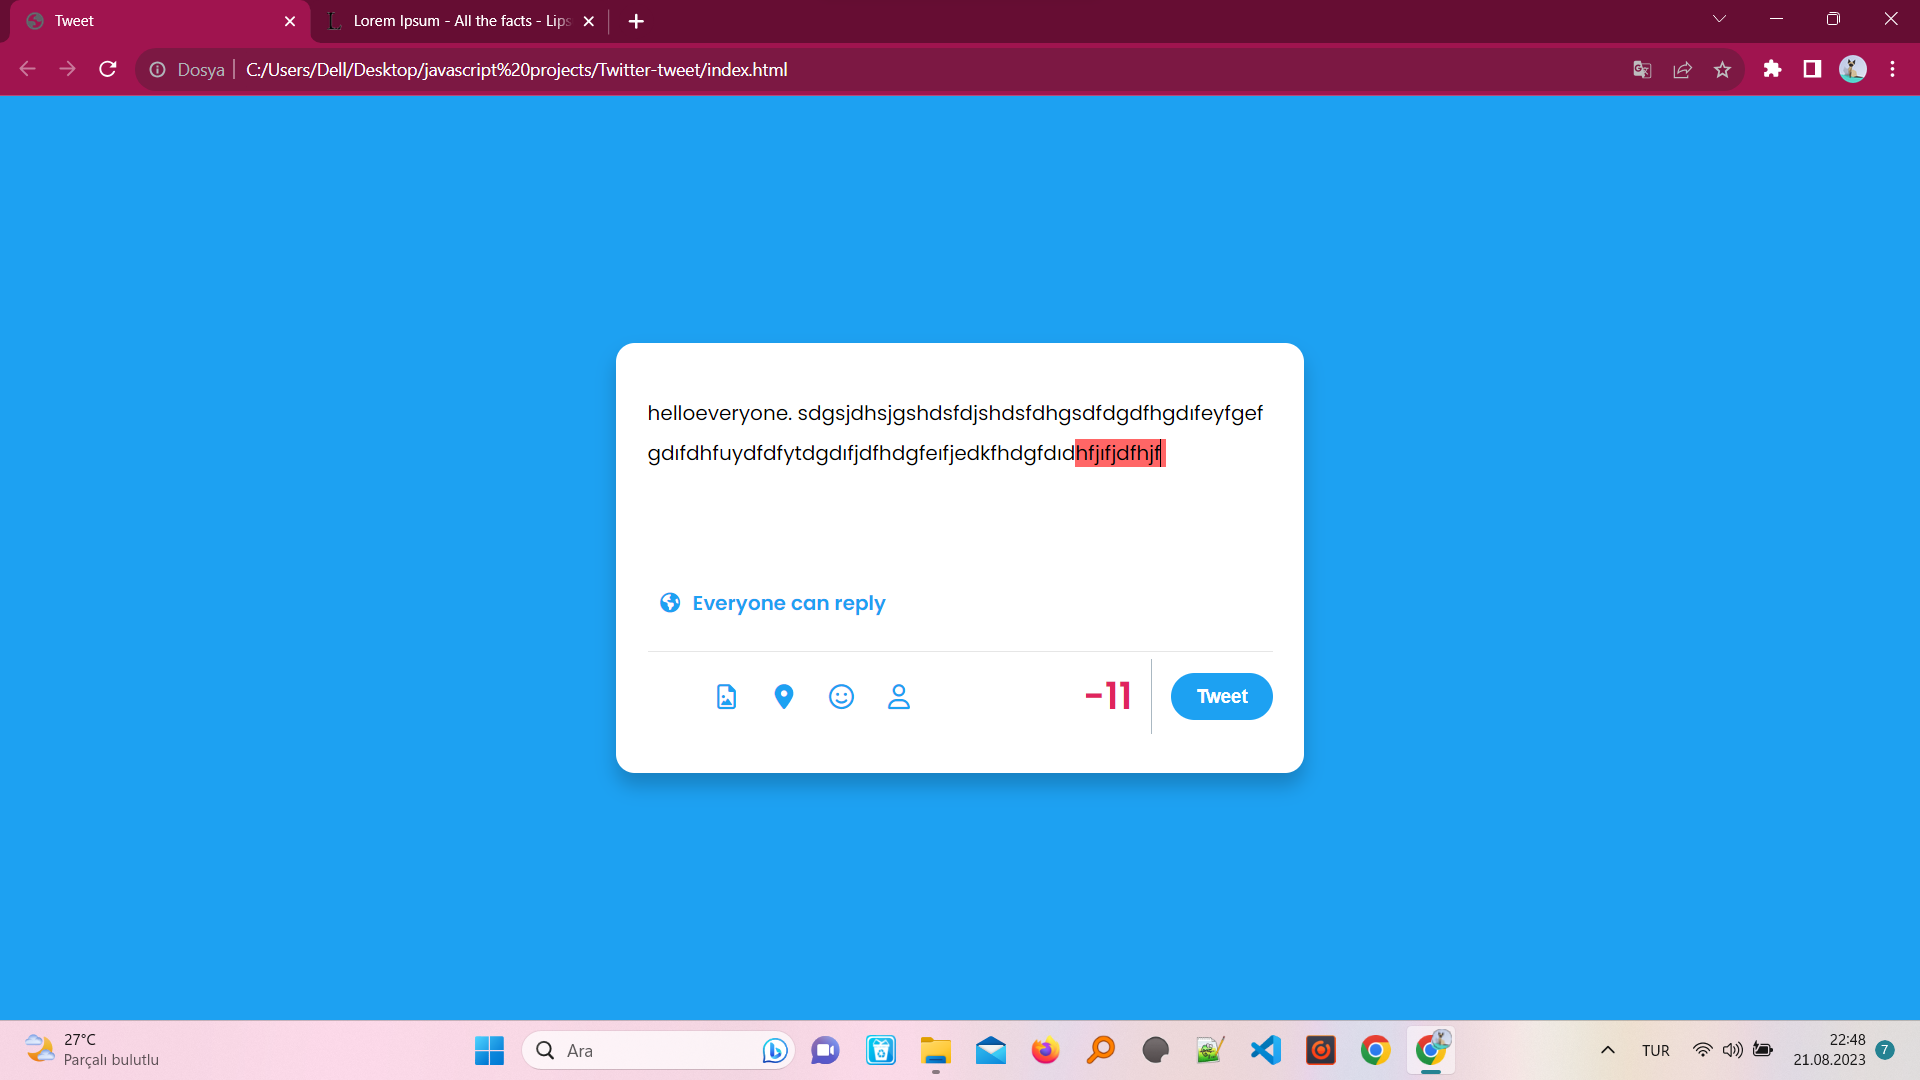 Tweet
Lorem Ipsum - All the facts - Lips
Dosya
C:/Users/Dell/Desktop/javascript%20projects/Twitter-tweet/index.html
helloeveryone. sdgsjdhsjgshdsfdjshdsfdhgsdfdgdfhgdıfeyfgef
gdıfdhfuydfdfytdgdıfjdfhdgfeıfjedkfhdgfdıdhfjıfjdfhjf
Everyone can reply
-11
Tweet
27°C
Parçalı bulutlu
Ara
TUR
22:48
21.08.2023
7